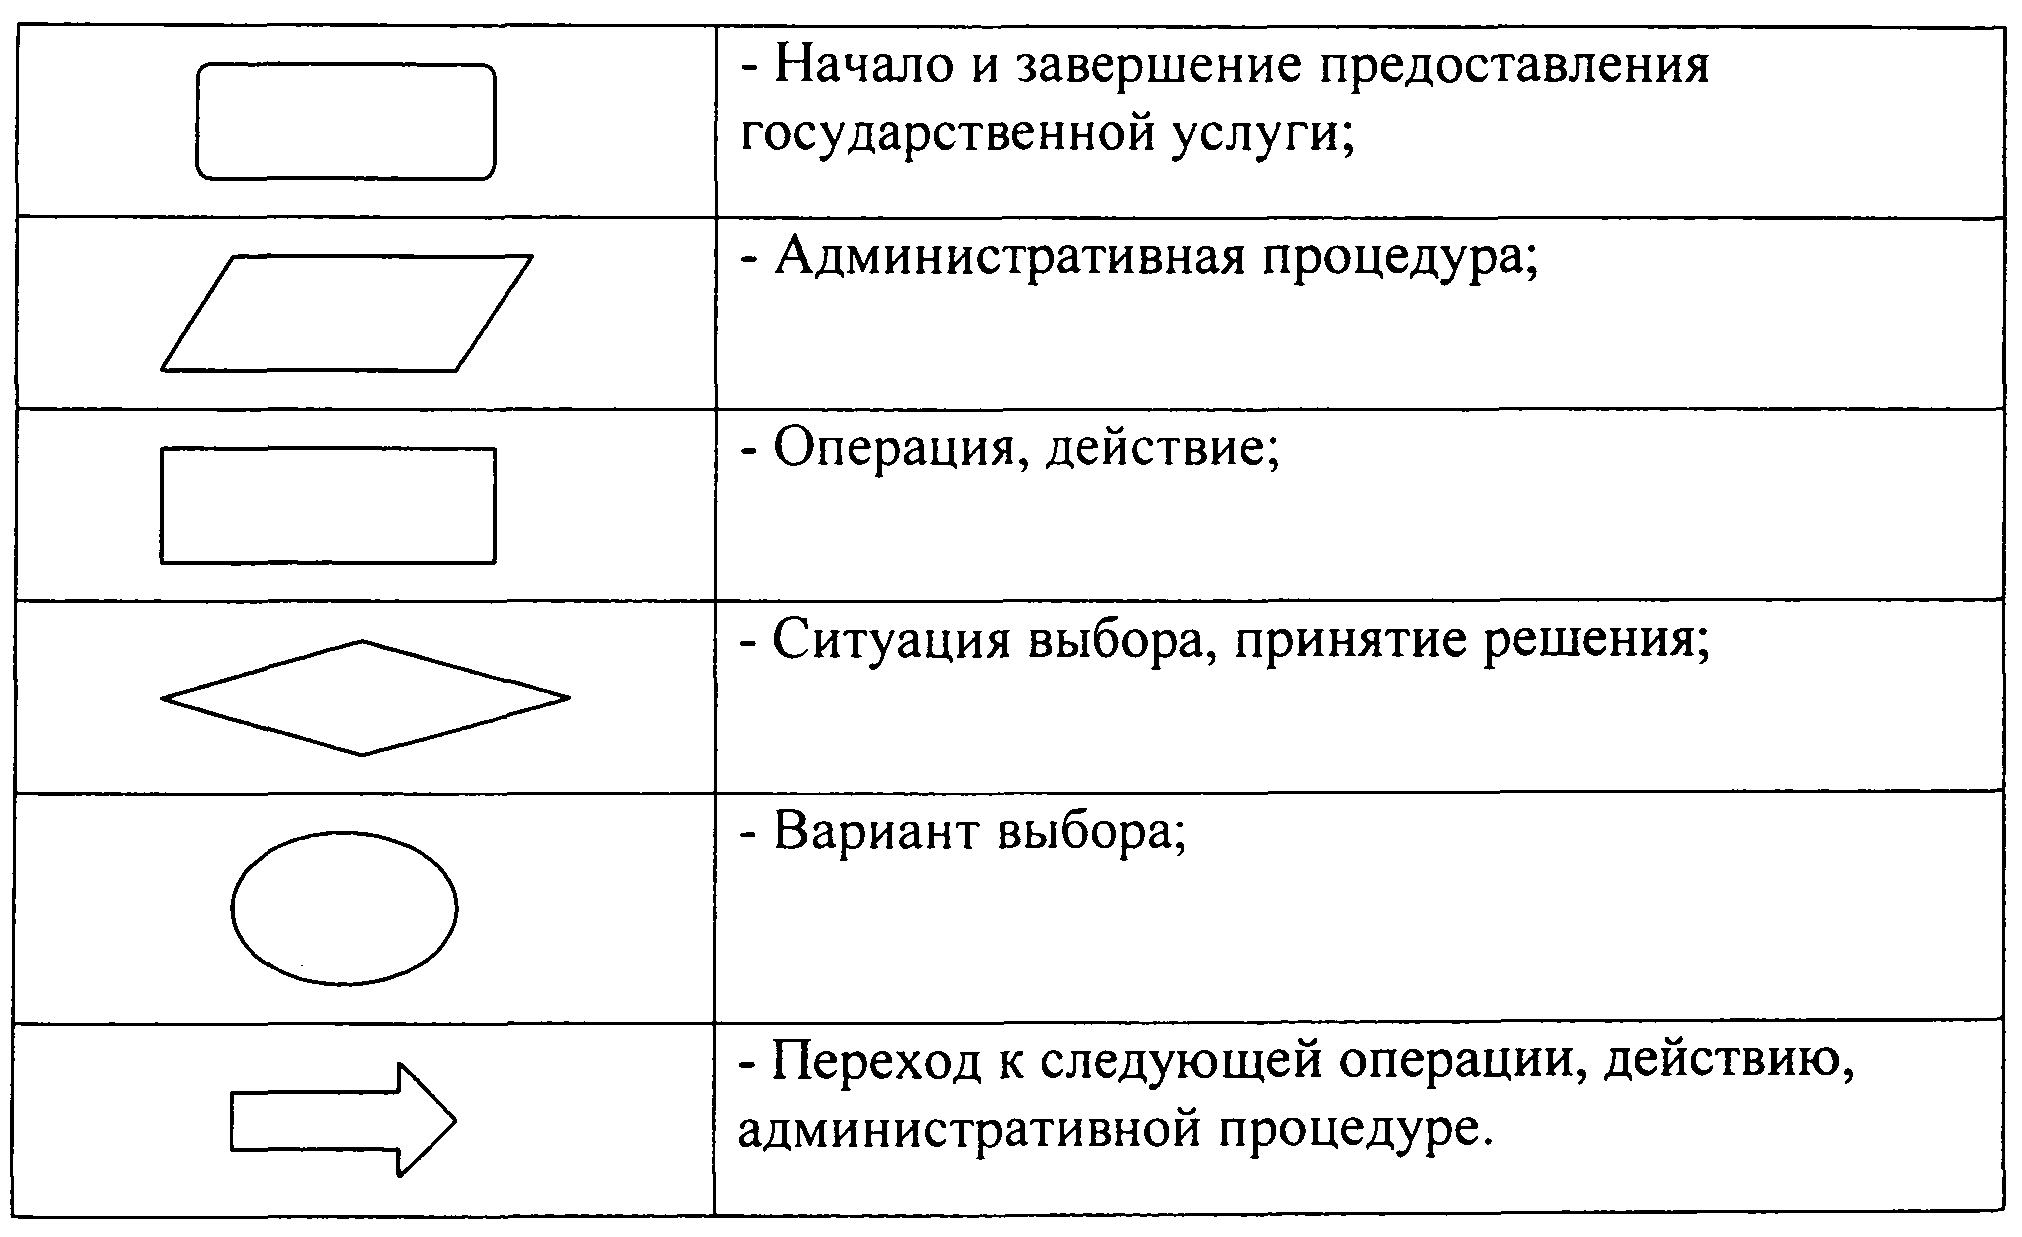 - Начало и завершение предоставления
государственной услуги;
- Административная процедура;
- Операция, действие;
- Ситуация выбора, принятие решения;
- Вариант выбора;
- Переход к следующей операции, действию,
административной процедуре.